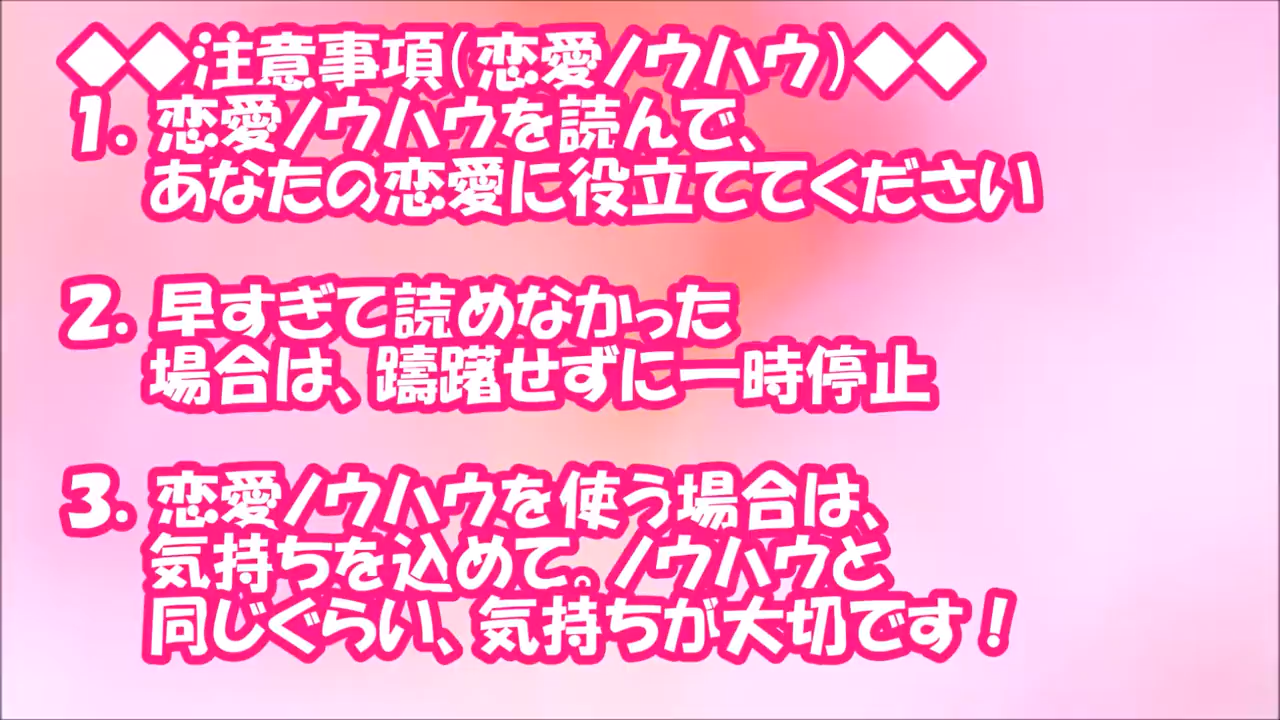 ◆◆注意事項(恋愛ノウハウ)◆◆
1. 恋愛ノウハウを読んで、
あなたの恋愛に役立ててください
2. 早すぎて読めなかった
場合は、躊躇せずに一時停止
3. 恋愛ノウハウを使う場合は、
気持ちを込めて。ノウハウと
同じぐらい、気持ちが大切です!